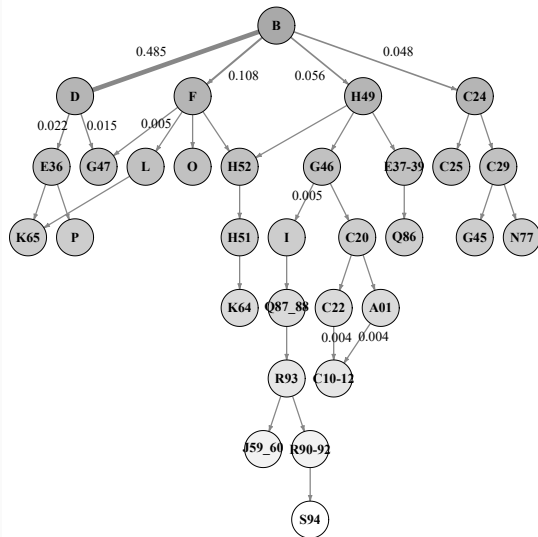 B
0.485
0.108
0.056
0.048
D
F
H49
C24
0.022
0.015
0.005
E36
G47
L
O
H52
G46
E37-39
C25
C29
0.005
K65
P
H51
I
C20
Q86
G45
N77
K64
Q87_88
C22
A01
0.004
0.004
R93
C10-12
J59_60
R90-92
S94